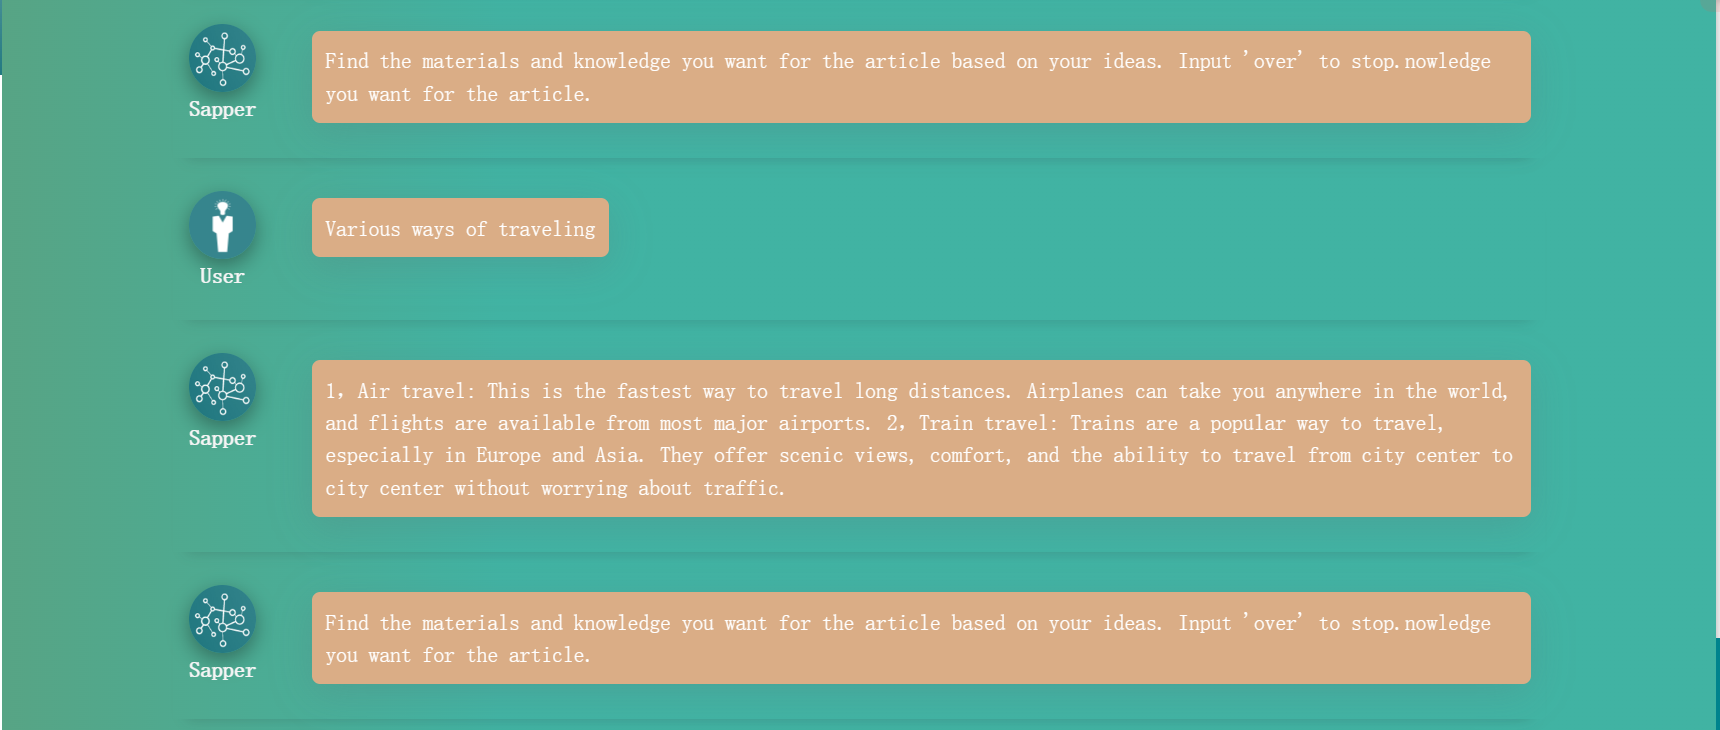 Find the materials and knowledge you want for the article based on your ideas. Input 'over' to stop.nowledge
you want for the article.
Sapper
Various ways of traveling
User
1, Air travel: This is the fastest way to travel long distances. Airplanes can take you anywhere in the world,
and flights are available from most major airports. 2, Train travel: Trains are a popular way to travel,
especially in Europe and Asia. They offer scenic views, comfort, and the ability to travel from city center to
city center without worrying about traffic.
Sapper
Find the materials and knowledge you want for the article based on your ideas. Input 'over' to stop.nowledge
you want for the article.
Sapper